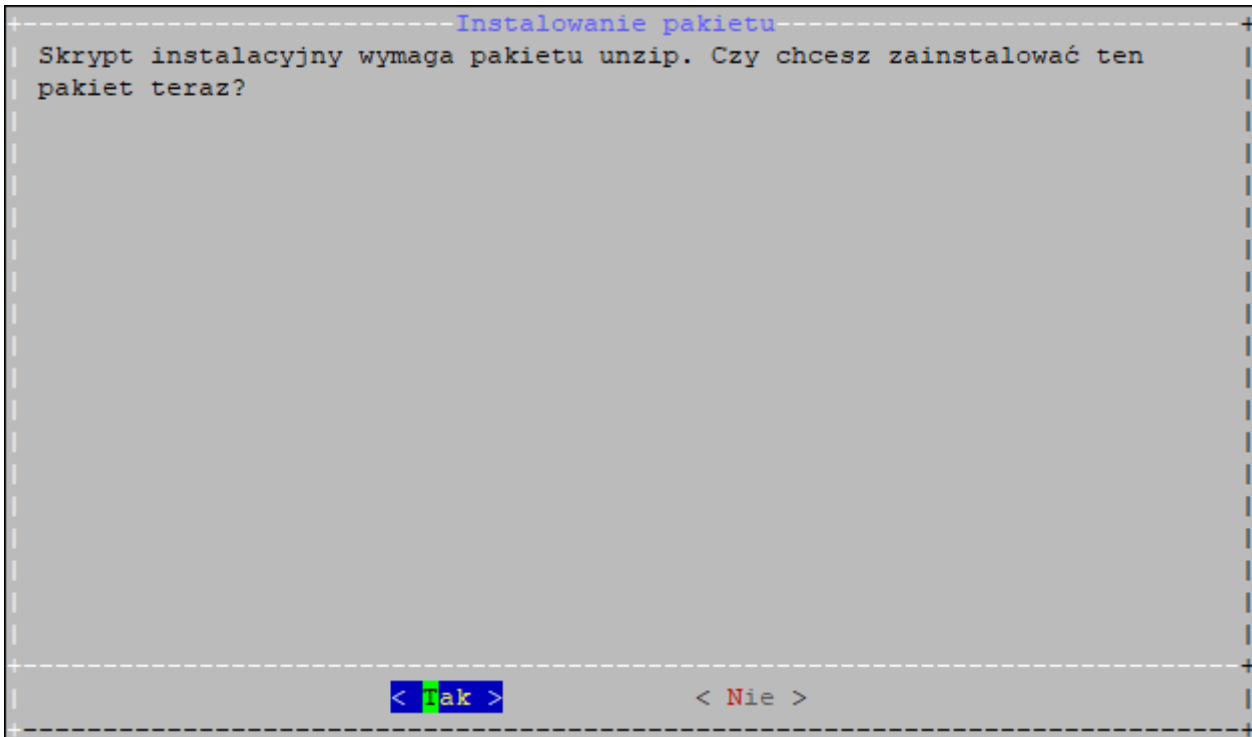 Instalowanie pakietu
Skrypt instalacyjny wymaga pakietu unzip. Czy chcesz zainstalować ten
pakiet teraz?
< Tak > < Nie >